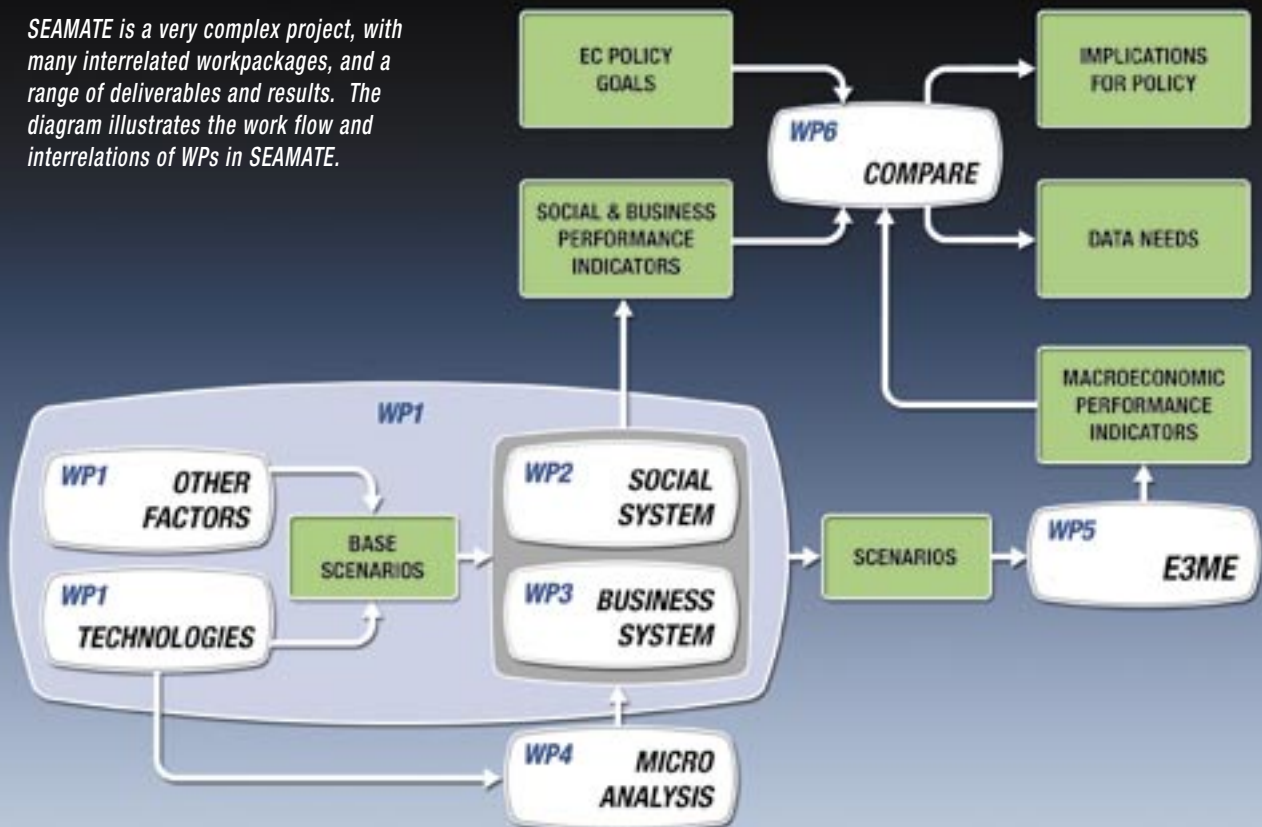 SEAMATE is a very complex project, with
many interrelated workpackages, and a
range of deliverables and results. The
diagram illustrates the work flow and
interrelations of WPs in SEAMATE.
EC POLICY
GOALS
IMPLICATIONS
FOR POLICY
WP6
COMPARE
SOCIAL & BUSINESS
PERFORMANCE
INDICATORS
DATA NEEDS
MACROECONOMIC
PERFORMANCE
INDICATORS
WP1
WP1
OTHER
FACTORS
WP1
TECHNOLOGIES
BASE
SCENARIOS
WP2
SOCIAL
SYSTEM
WP3
BUSINESS
SYSTEM
SCENARIOS
WP5
E3ME
WP4
MICRO
ANALYSIS